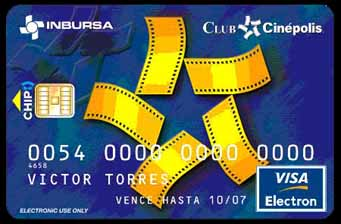 INBURSA
CLUB Cinépolis
CHIP
0054 0000 0000 0000
4658
VICTOR TORRES
VENCE HASTA 10/07
VISA
Electron
ELECTRONIC USE ONLY